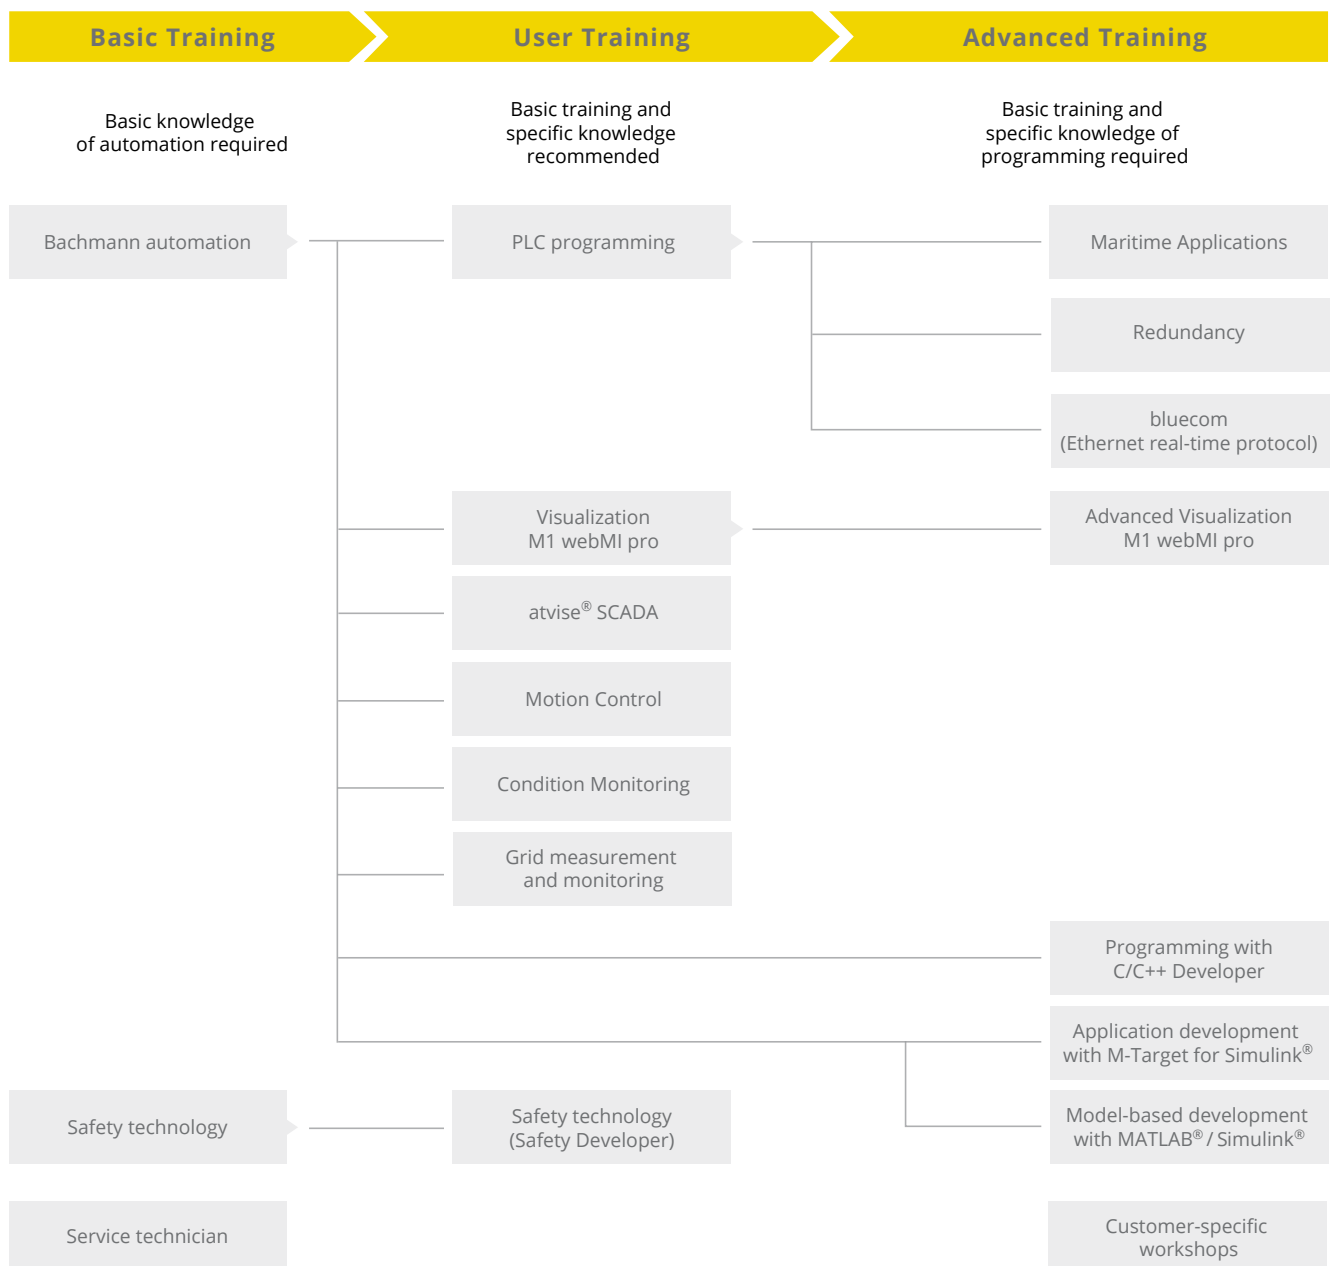 Basic Training
User Training
Advanced Training
Basic knowledge
of automation required
Basic training and
specific knowledge
recommended
Basic training and
specific knowledge of
programming required
Bachmann automation
PLC programming
Maritime Applications
Redundancy
bluecom
(Ethernet real-time protocol)
Visualization
M1 webMI pro
Advanced Visualization
M1 webMI pro
atvise® SCADA
Motion Control
Condition Monitoring
Grid measurement
and monitoring
Programming with
C/C++ Developer
Application development
with M-Target for Simulink®
Safety technology
Safety technology
(Safety Developer)
Model-based development
with MATLAB® / Simulink®
Service technician
Customer-specific
workshops